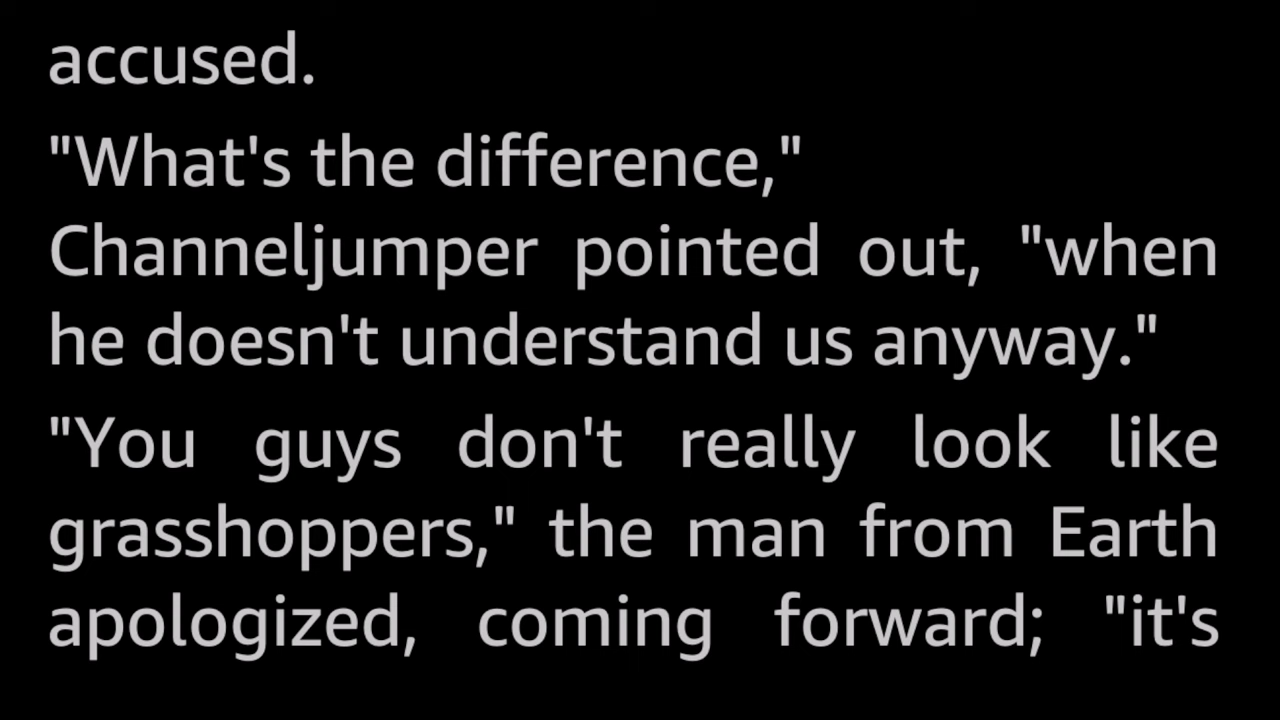 accused.
"What's the difference,"
Channeljumper pointed out, "when
he doesn't understand us anyway."
"You guys don't really look like
grasshoppers," the man from Earth
apologized, coming forward; "it's